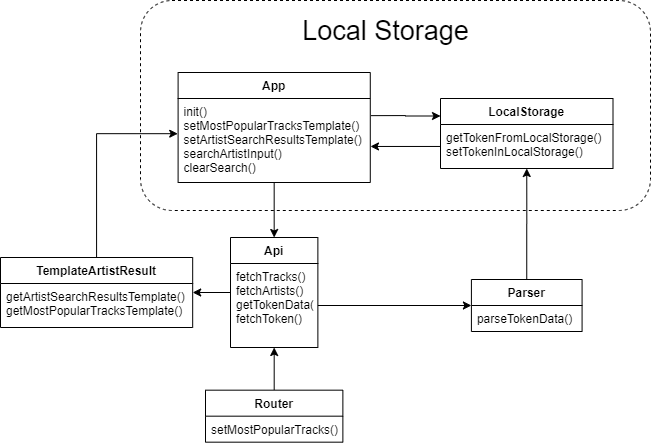 Local Storage
App
init()
setMostPopularTracksTemplate()
setArtistSearchResultsTemplate()
searchArtistInput()
clearSearch()
LocalStorage
getTokenFromLocalStorage()
setTokenInLocalStorage()
TemplateArtistResult
getArtistSearchResultsTemplate()
getMostPopularTracksTemplate()
Api
fetchTracks()
fetchArtists()
getTokenData(
fetchToken()
Parser
parseTokenData()
Router
setMostPopularTracks()